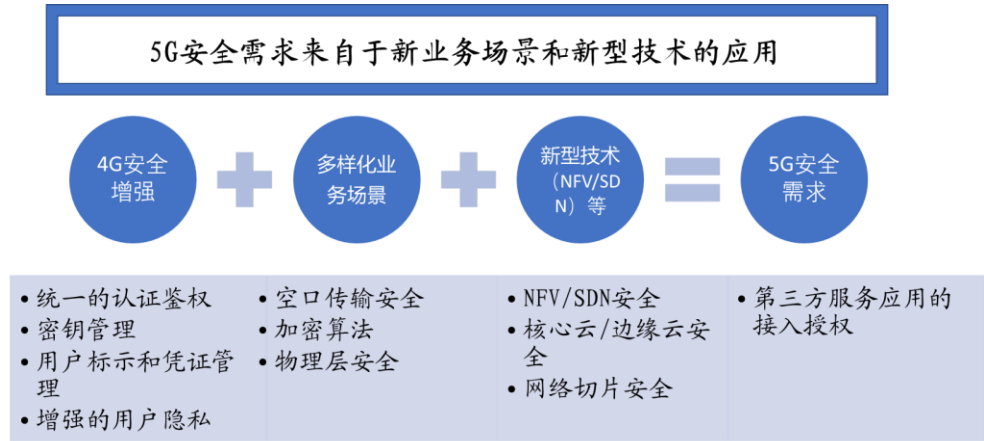 5G安全需求来自于新业务场景和新型技术的应用
4G安全
增强
多样化业
务场景
新型技术
（NFV/SD
N）等
5G安全
需求
• 统一的认证鉴权
• 密钥管理
• 用户标示和凭证管
理
• 增强的用户隐私
• 空口传输安全
• 加密算法
• 物理层安全
• NFV/SDN安全
• 核心云/边缘云安
全
• 网络切片安全
• 第三方服务应用的
接入授权